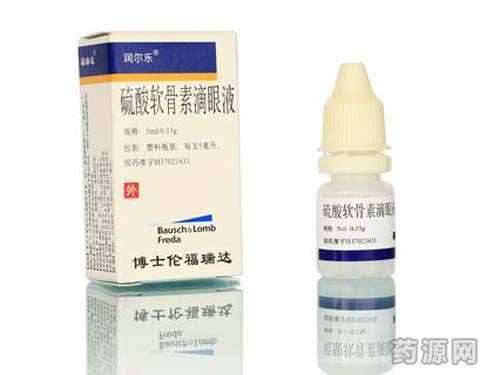 润尔乐®
硫酸软骨素滴眼液
规格：5ml:0.15g
包装：塑料瓶装，每支5毫升。
国药准字H37023431
外
Bausch & Lomb
Freda
博士伦福瑞达
硫酸软骨素滴眼
规格：5ml:0.15g
国药准字H37023431
药源网